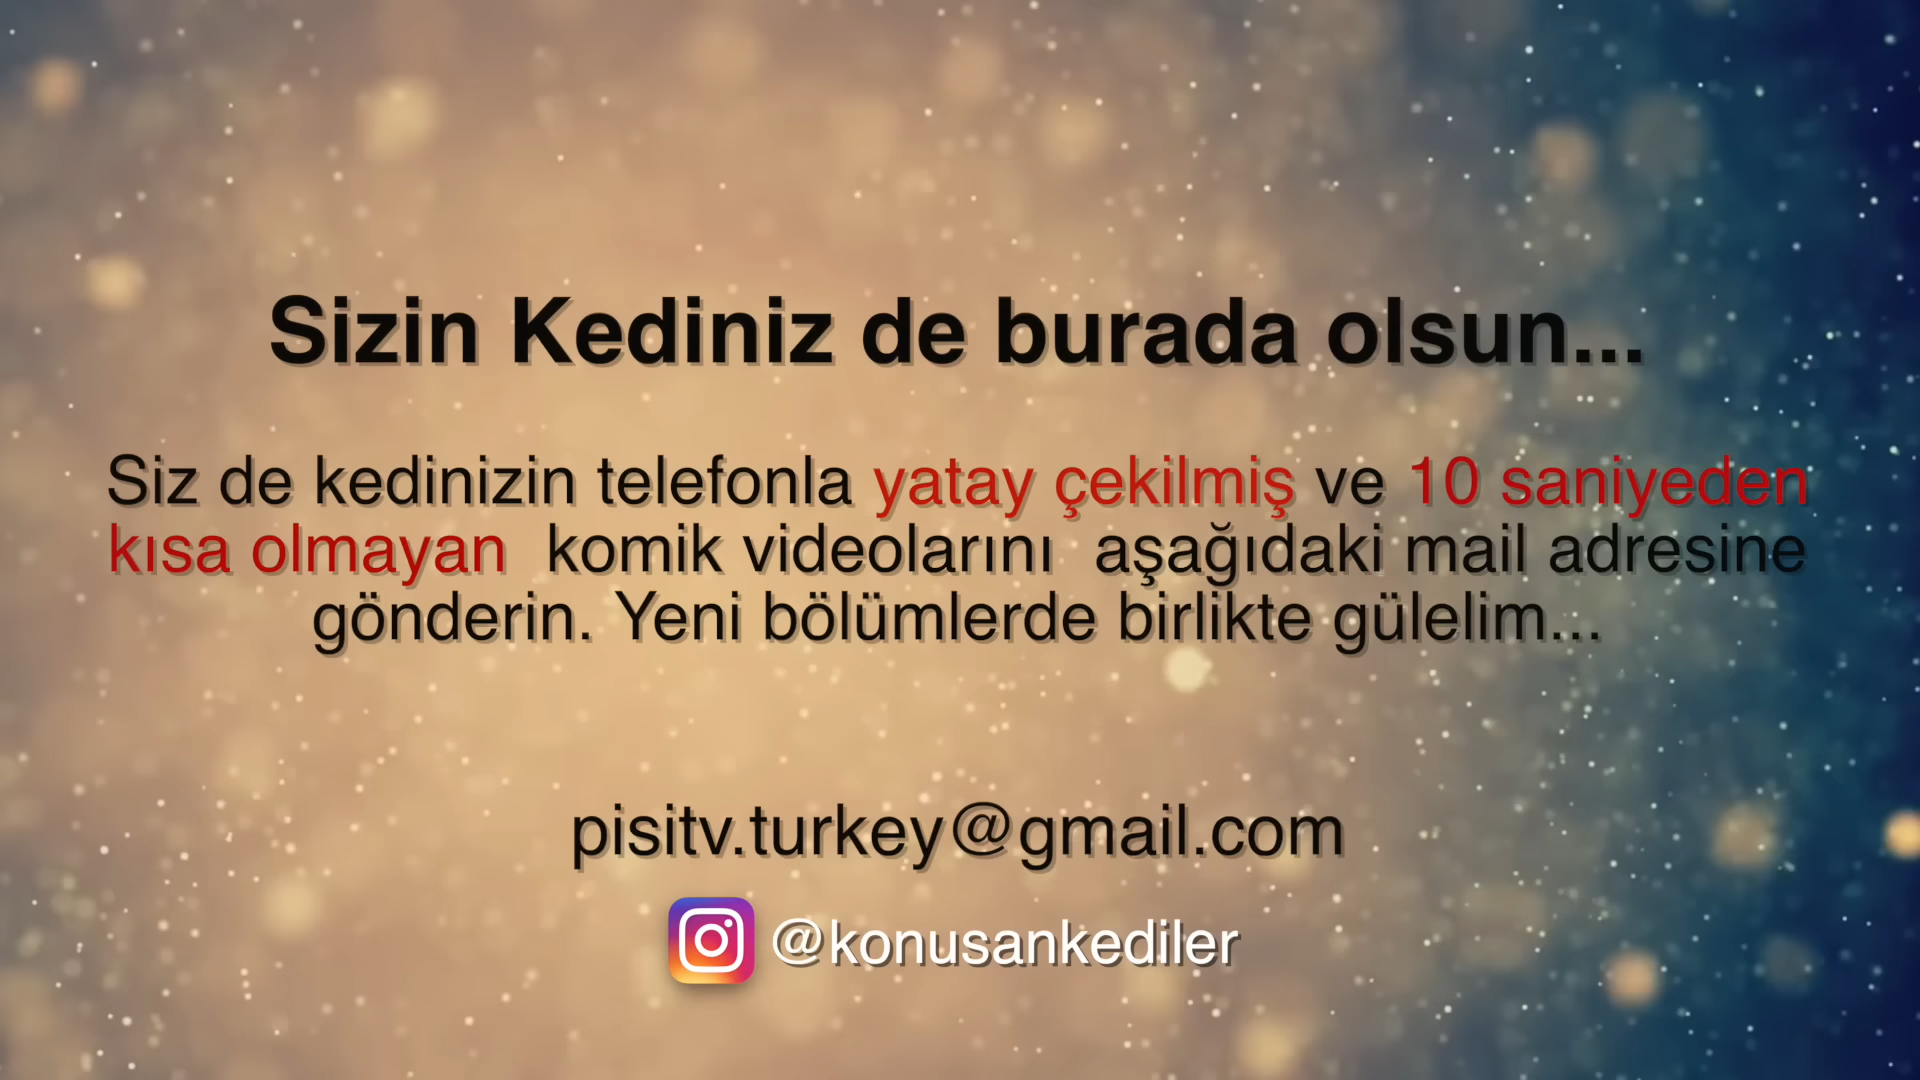 Sizin Kediniz de burada olsun...
Siz de kedinizin telefonla yatay çekilmiş ve 10 saniyeden
kısa olmayan  komik videolarını  aşağıdaki mail adresine
gönderin. Yeni bölümlerde birlikte gülelim...
pisitv.turkey@gmail.com
@konusankediler